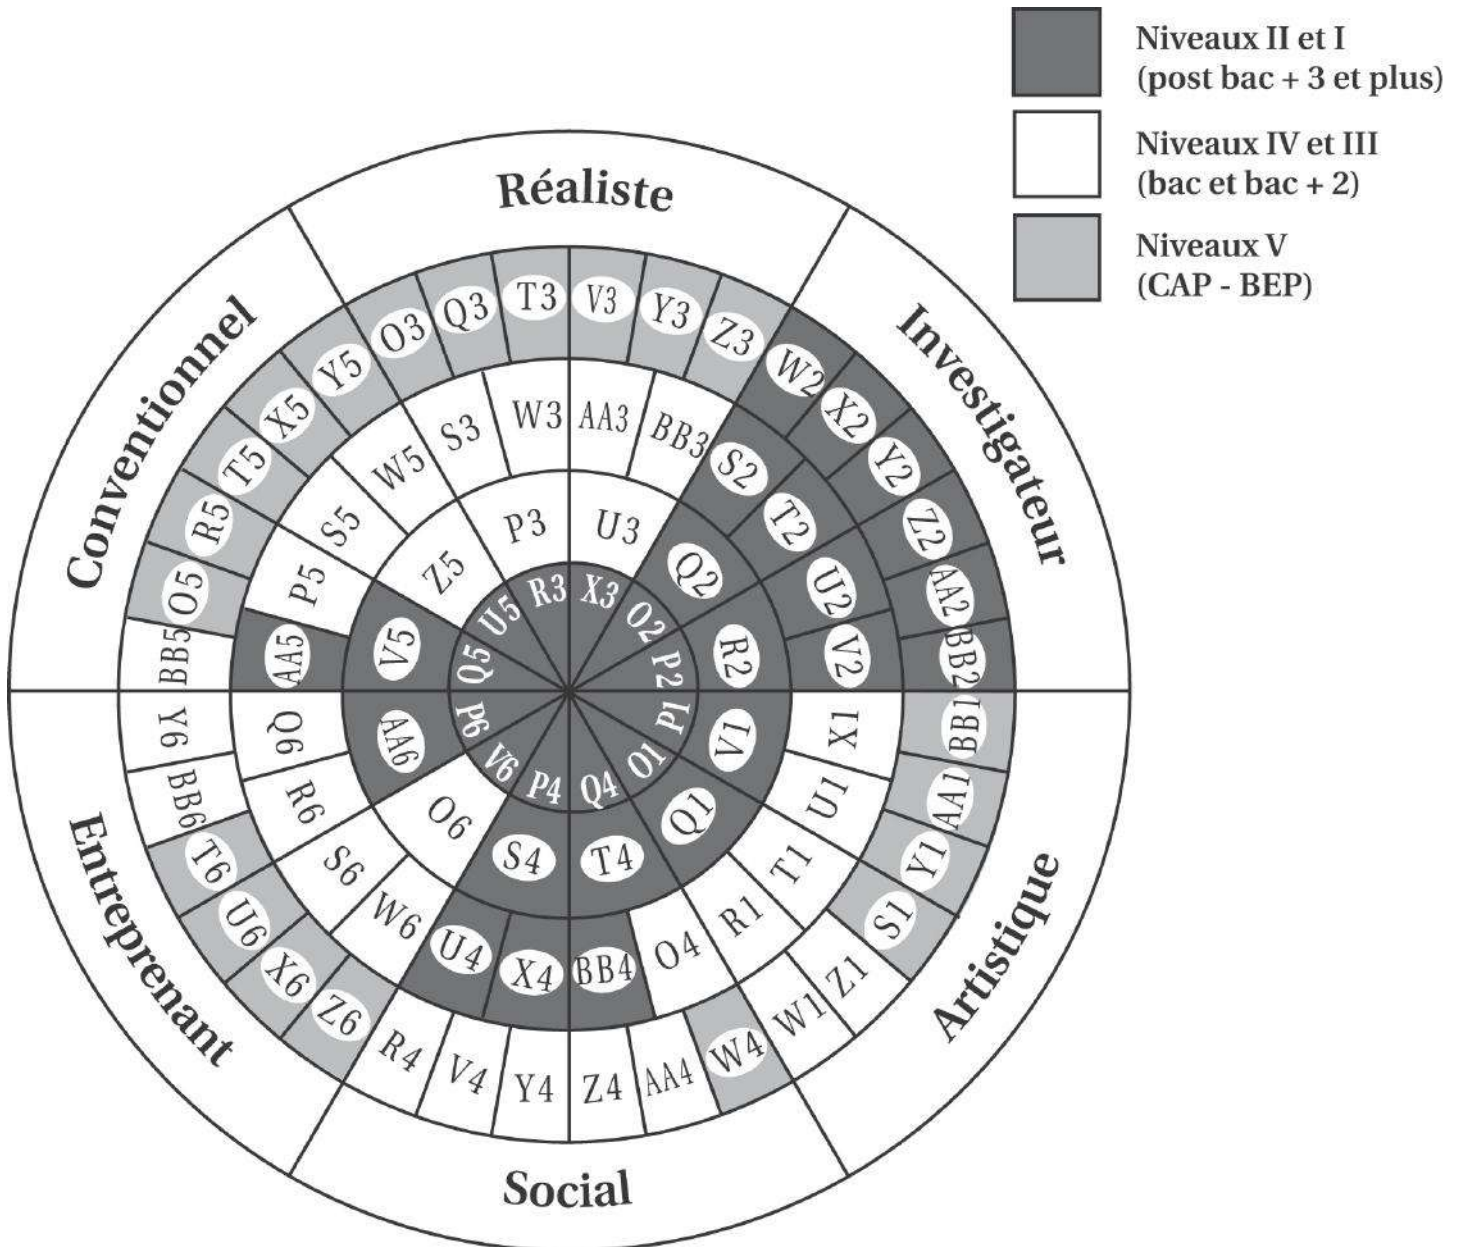 Niveaux II et I
(post bac + 3 et plus)
Niveaux IV et III
(bac et bac + 2)
Niveaux V
(CAP - BEP)
Réaliste
O3 Q3 T3 V3 Y3 Z3
S3 W3 AA3 BB3
P3 U3
R3 X3
Investigateur
W2 X2 Y2 Z2 AA2 BB2
S2 T2 U2 V2
Q2 R2
O2 P2
Artistique
BB1 AA1 Y1 S1 Z1 W1
X1 U1 T1 R1
V1 Q1
P1 O1
Social
R4 V4 Y4 Z4 AA4 W4
U4 X4 BB4 O4
S4 T4
P4 Q4
Entreprenant
Y6 BB6 T6 U6 X6 Z6
Q6 R6 S6 W6
AA6 O6
P6 V6
Conventionnel
BB5 O5 R5 T5 X5 Y5
AA5 P5 S5 W5
V5 Z5
Q5 U5